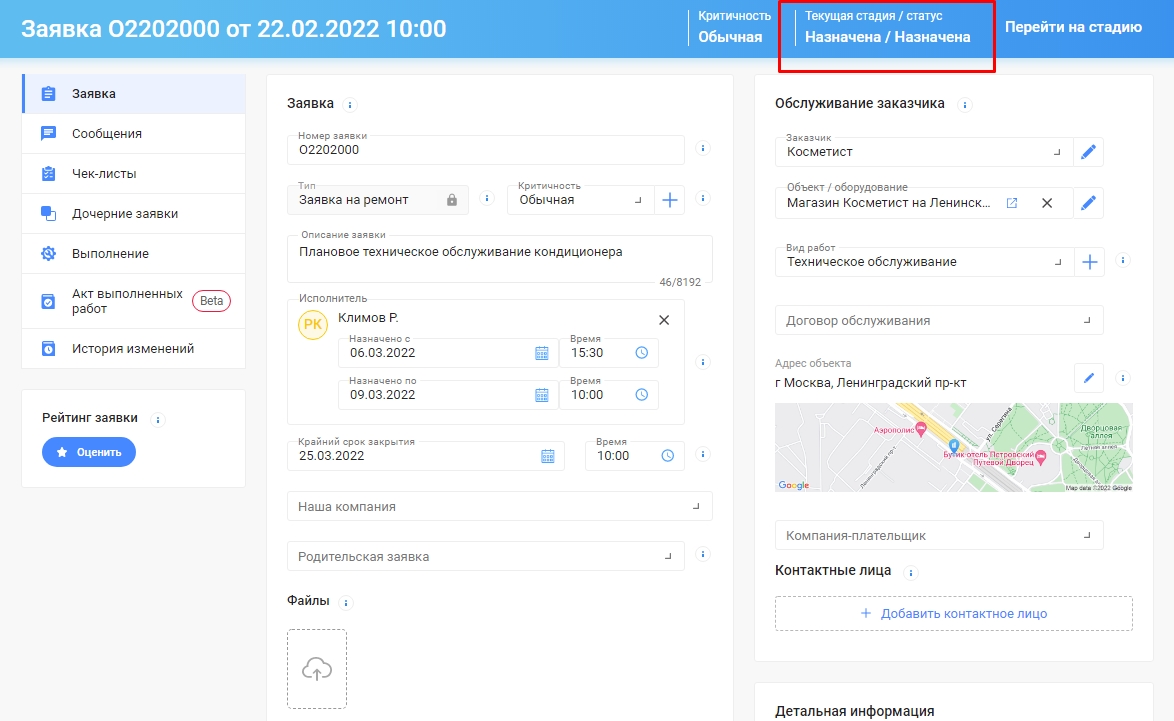 Заявка О2202000 от 22.02.2022 10:00
Критичность
Обычная
Текущая стадия / статус
Назначена / Назначена
Перейти на стадию
Заявка
Сообщения
Чек-листы
Дочерние заявки
Выполнение
Акт выполненных
работ
Beta
История изменений
Рейтинг заявки
Оценить
Заявка
Номер заявки
О2202000
Тип
Заявка на ремонт
Критичность
Обычная
Описание заявки
Плановое техническое обслуживание кондиционера
46/8192
Исполнитель
РК
Климов Р.
Назначено с
06.03.2022
Время
15:30
Назначено по
09.03.2022
Время
10:00
Крайний срок закрытия
25.03.2022
Время
10:00
Наша компания
Родительская заявка
Файлы
Обслуживание заказчика
Заказчик
Косметист
Объект / оборудование
Магазин Косметист на Ленинск...
Вид работ
Техническое обслуживание
Договор обслуживания
Адрес объекта
г Москва, Ленинградский пр-кт
Аэрополис
ул. Серегина
Дворцовая
аллея
Летняя аллея
Бутик отель Петровский
Путевой Дворец
Ленинградский пр-т
Google
Map data ©2022 Google
Компания-плательщик
Контактные лица
+ Добавить контактное лицо
Детальная информация